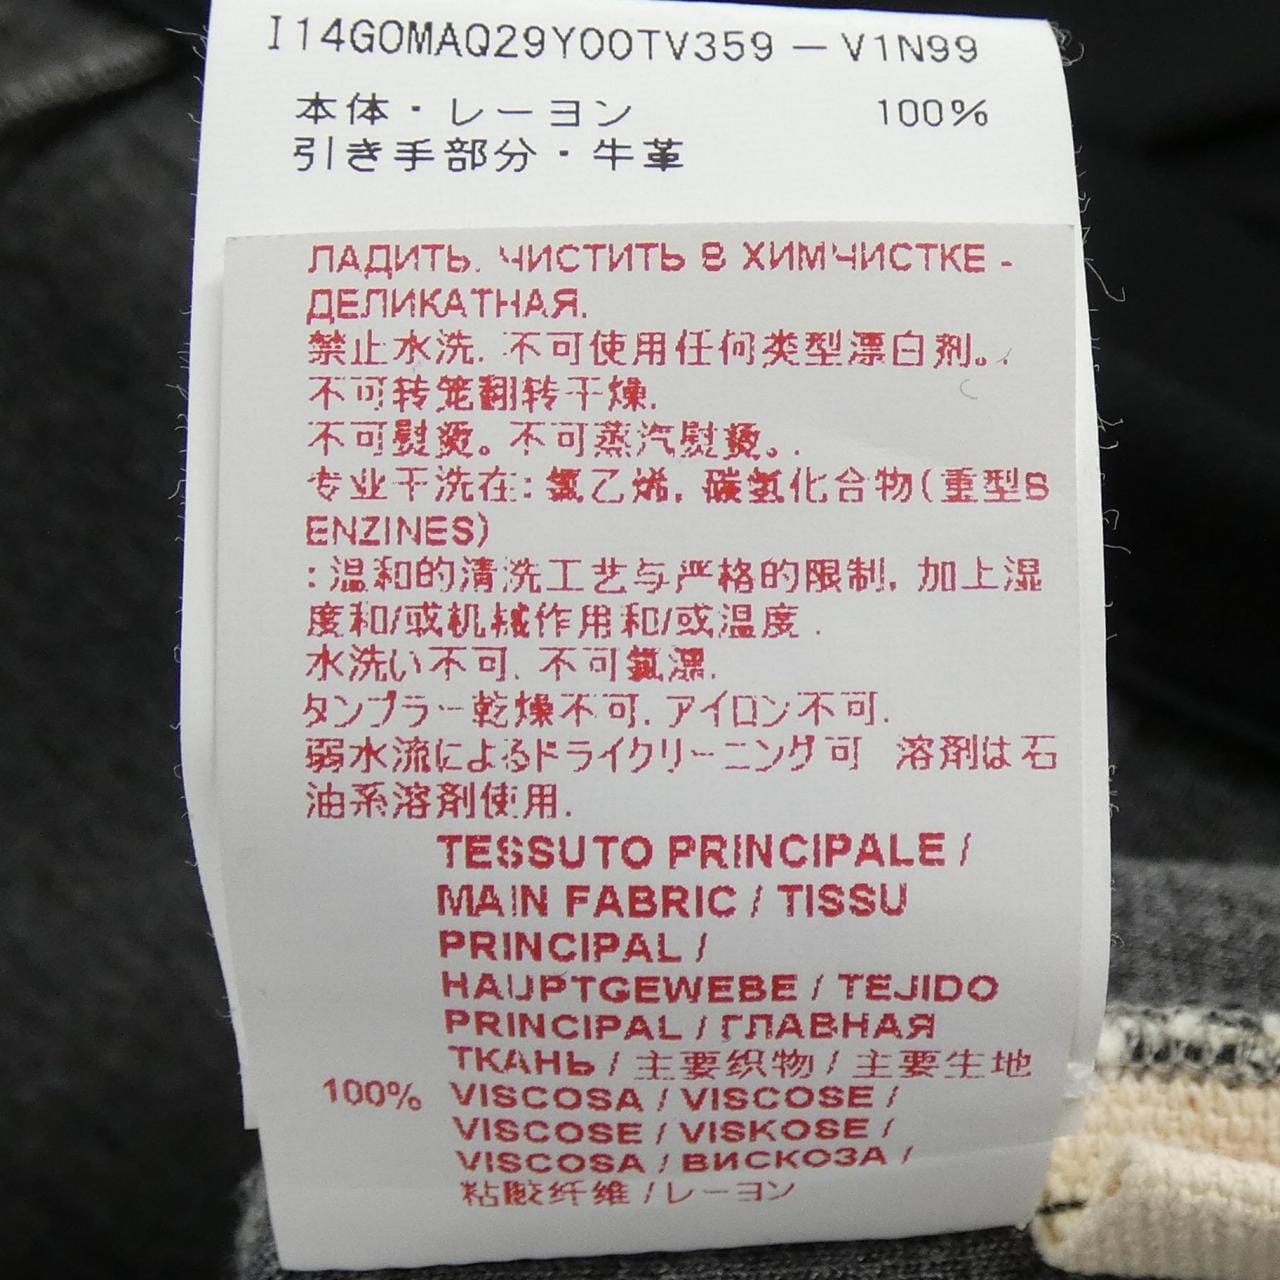 I14GOMAQ29Y00TV359 – V1N99
本体・レーヨン 100%
引き手部分・牛革
ЛАДИТЬ. ЧИСТИТЬ В ХИМЧИСТКЕ -
ДЕЛИКАТНАЯ.
禁止水洗. 不可使用任何类型漂白剂。.
不可转笼翻转干燥.
不可熨烫。不可蒸汽熨烫。.
专业干洗在: 氯乙烯, 碳氢化合物(重型B
ENZINES)
:温和的清洗工艺与严格的限制, 加上湿
度和/或机械作用和/或温度 .
水洗い不可. 不可氯漂.
タンブラー乾燥不可. アイロン不可.
弱水流によるドライクリーニング可 溶剤は石
油系溶剤使用.
TESSUTO PRINCIPALE /
MAIN FABRIC / TISSU
PRINCIPAL /
HAUPTGEWEBE / TEJIDO
PRINCIPAL / ГЛАВНАЯ
ТКАНЬ / 主要织物 / 主要生地
100% VISCOSA / VISCOSE /
VISCOSE / VISKOSE /
VISCOSA / ВИСКОЗА /
粘胶纤维 / レーヨン